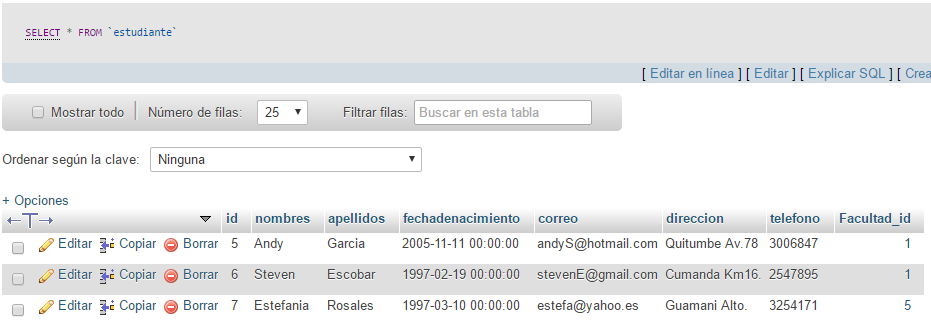 SELECT * FROM `estudiante`
[ Editar en línea ] [ Editar ] [ Explicar SQL ] [ Crea
Mostrar todo Número de filas: 25 Filtrar filas: Buscar en esta tabla
Ordenar según la clave: Ninguna
+ Opciones
←T→ id nombres apellidos fechadenacimiento correo direccion telefono Facultad_id
Editar Copiar Borrar 5 Andy Garcia 2005-11-11 00:00:00 andyS@hotmail.com Quitumbe Av.78 3006847 1
Editar Copiar Borrar 6 Steven Escobar 1997-02-19 00:00:00 stevenE@gmail.com Cumanda Km16. 2547895 1
Editar Copiar Borrar 7 Estefania Rosales 1997-03-10 00:00:00 estefa@yahoo.es Guamani Alto. 3254171 5